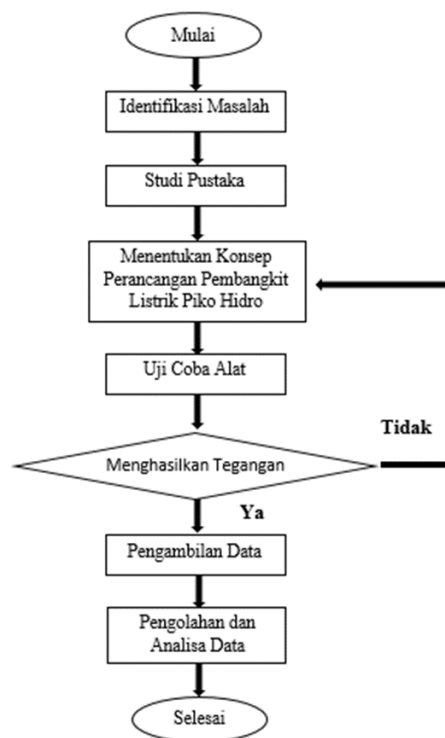 Mulai
Identifikasi Masalah
Studi Pustaka
Menentukan Konsep
Perancangan Pembangkit
Listrik Piko Hidro
Uji Coba Alat
Tidak
Menghasilkan Tegangan
Ya
Pengambilan Data
Pengolahan dan
Analisa Data
Selesai